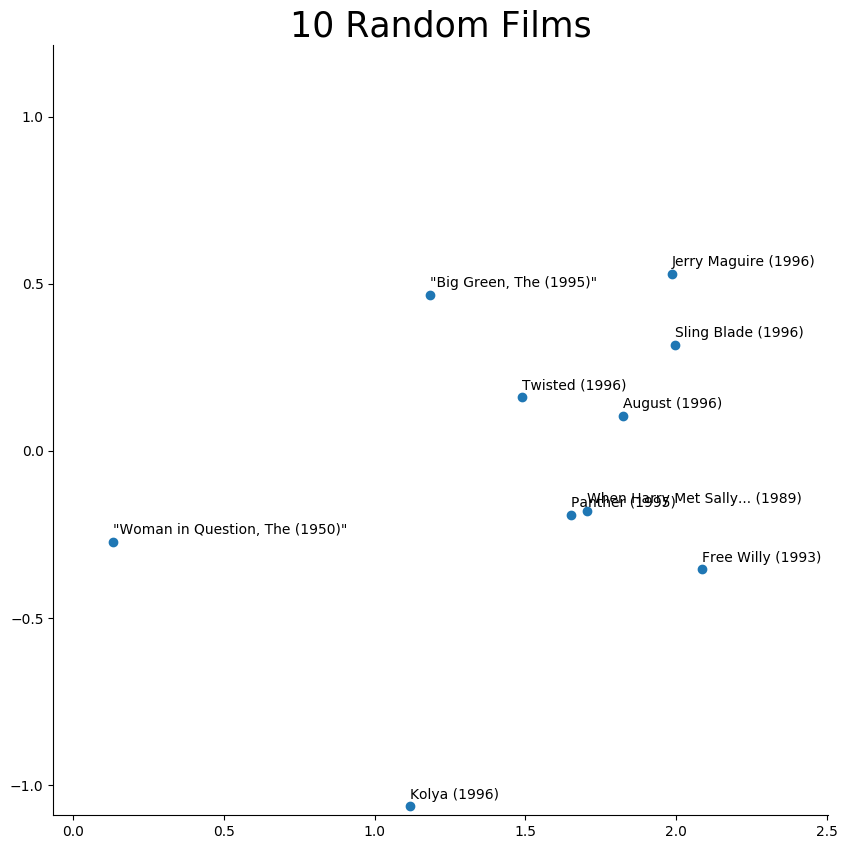 10 Random Films
1.0
Jerry Maguire (1996)
"Big Green, The (1995)"
0.5
Sling Blade (1996)
Twisted (1996)
August (1996)
0.0
When Harry Met Sally... (1989)
Panther (1995)
"Woman in Question, The (1950)"
Free Willy (1993)
−0.5
−1.0
Kolya (1996)
0.0 0.5 1.0 1.5 2.0 2.5